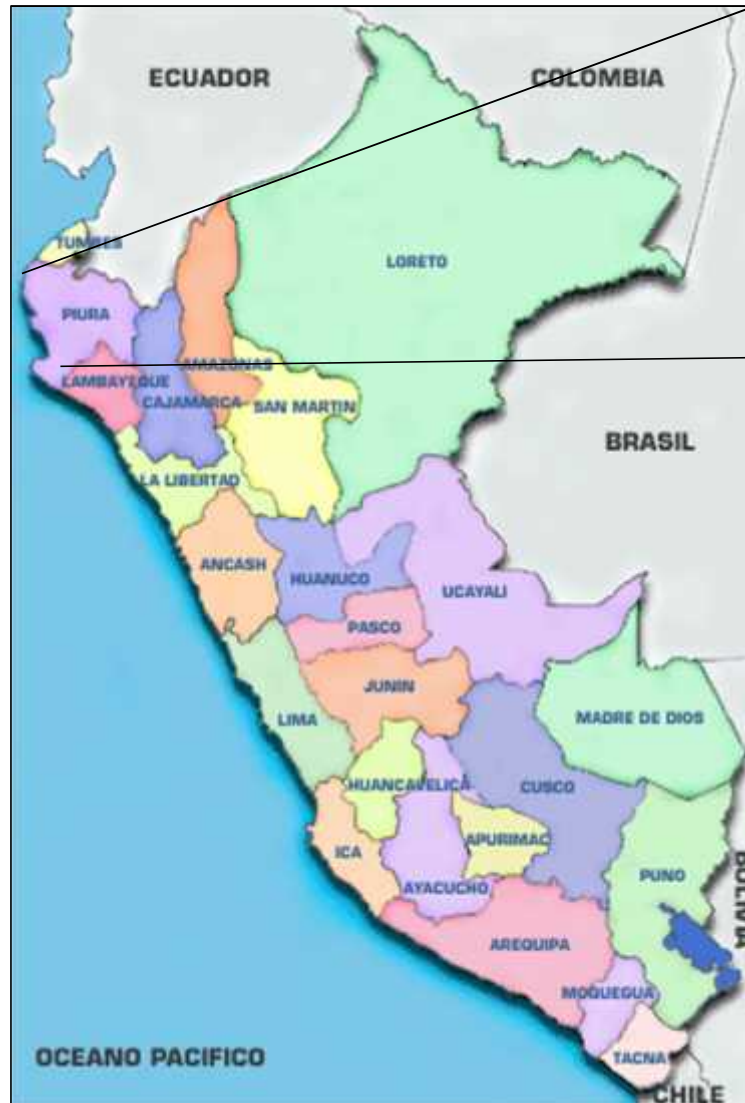 ECUADOR
COLOMBIA
TUMBES
LORETO
PIURA
AMAZONAS
LAMBAYEQUE
CAJAMARCA
SAN MARTIN
BRASIL
LA LIBERTAD
ANCASH
HUANUCO
UCAYALI
PASCO
JUNIN
LIMA
MADRE DE DIOS
HUANCAVELICA
CUSCO
APURIMAC
ICA
AYACUCHO
PUNO
BOLIVIA
AREQUIPA
MOQUEGUA
OCEANO PACIFICO
TACNA
CHILE